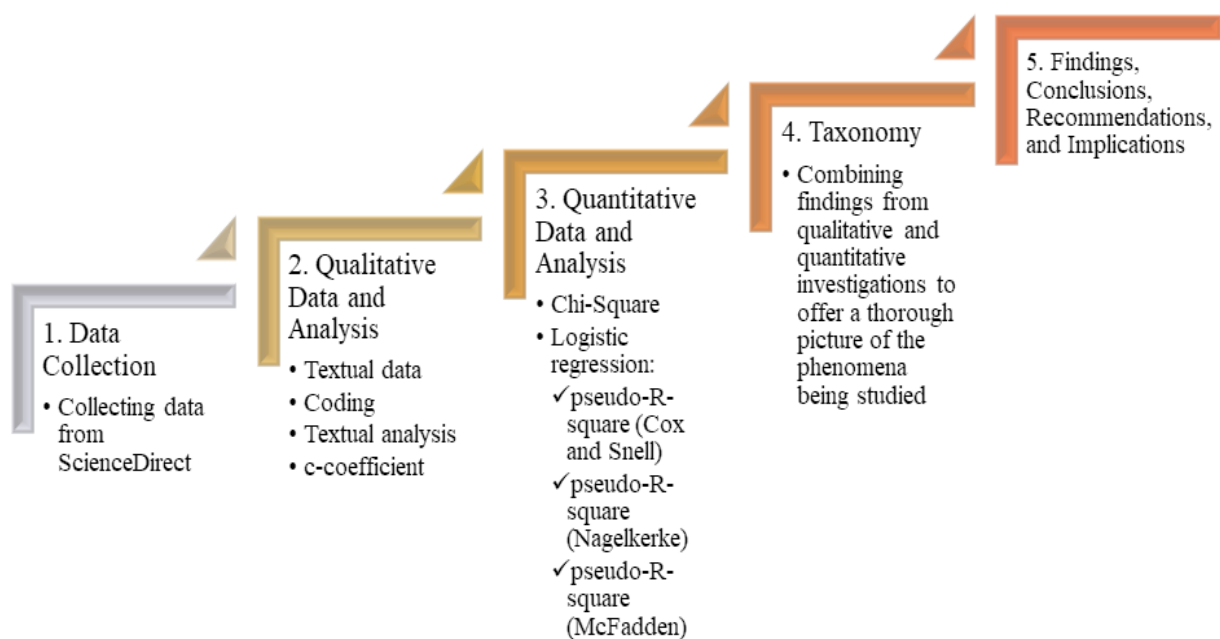 1. Data
Collection
• Collecting data
from
ScienceDirect
2. Qualitative
Data and
Analysis
• Textual data
• Coding
• Textual analysis
• c-coefficient
3. Quantitative
Data and
Analysis
• Chi-Square
• Logistic
regression:
✓pseudo-R-
square (Cox
and Snell)
✓pseudo-R-
square
(Nagelkerke)
✓pseudo-R-
square
(McFadden)
4. Taxonomy
• Combining
findings from
qualitative and
quantitative
investigations to
offer a thorough
picture of the
phenomena
being studied
5. Findings,
Conclusions,
Recommendations,
and Implications